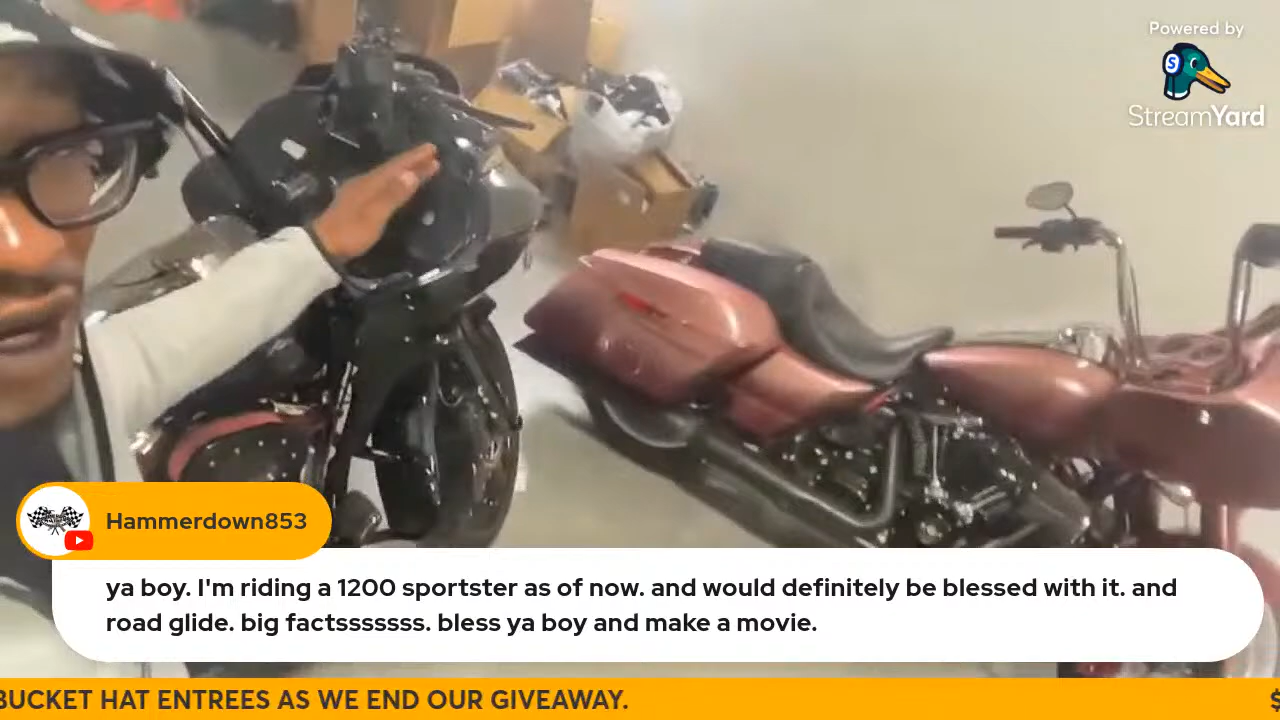 Powered by
StreamYard
Hammerdown853
ya boy. I'm riding a 1200 sportster as of now. and would definitely be blessed with it. and
road glide. big factsssssss. bless ya boy and make a movie.
BUCKET HAT ENTREES AS WE END OUR GIVEAWAY. $